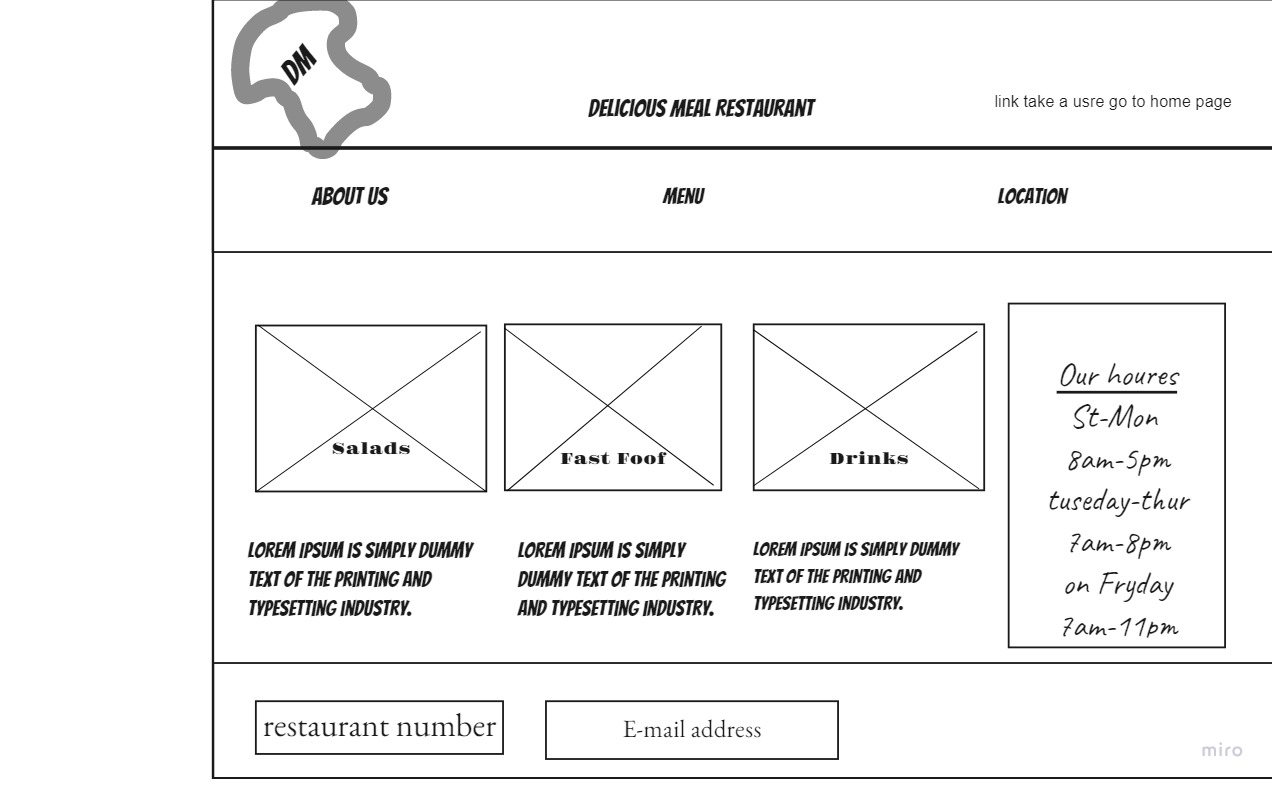 DM
DELICIOUS MEAL RESTAURANT
link take a usre go to home page
ABOUT US
MENU
LOCATION
Salads
Fast Foof
Drinks
LOREM IPSUM IS SIMPLY DUMMY
TEXT OF THE PRINTING AND
TYPESETTING INDUSTRY.
LOREM IPSUM IS SIMPLY
DUMMY TEXT OF THE PRINTING
AND TYPESETTING INDUSTRY.
LOREM IPSUM IS SIMPLY DUMMY
TEXT OF THE PRINTING AND
TYPESETTING INDUSTRY.
Our houres
St-Mon
8am-5pm
tuseday-thur
7am-8pm
on Fryday
7am-11pm
restaurant number
E-mail address
miro